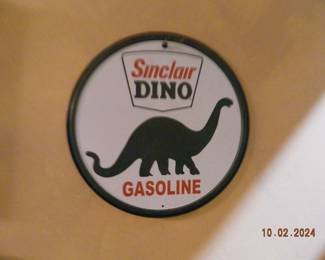 Sinclair
DINO
GASOLINE
10.02.2024